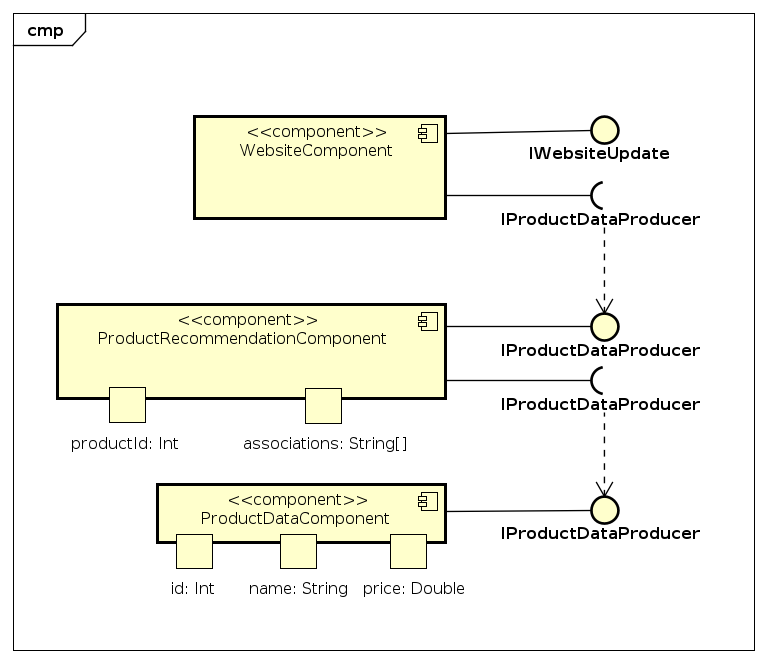 cmp
<<component>>
WebsiteComponent
IWebsiteUpdate
IProductDataProducer
<<component>>
ProductRecommendationComponent
IProductDataProducer
IProductDataProducer
productId: Int
associations: String[]
<<component>>
ProductDataComponent
IProductDataProducer
id: Int
name: String
price: Double